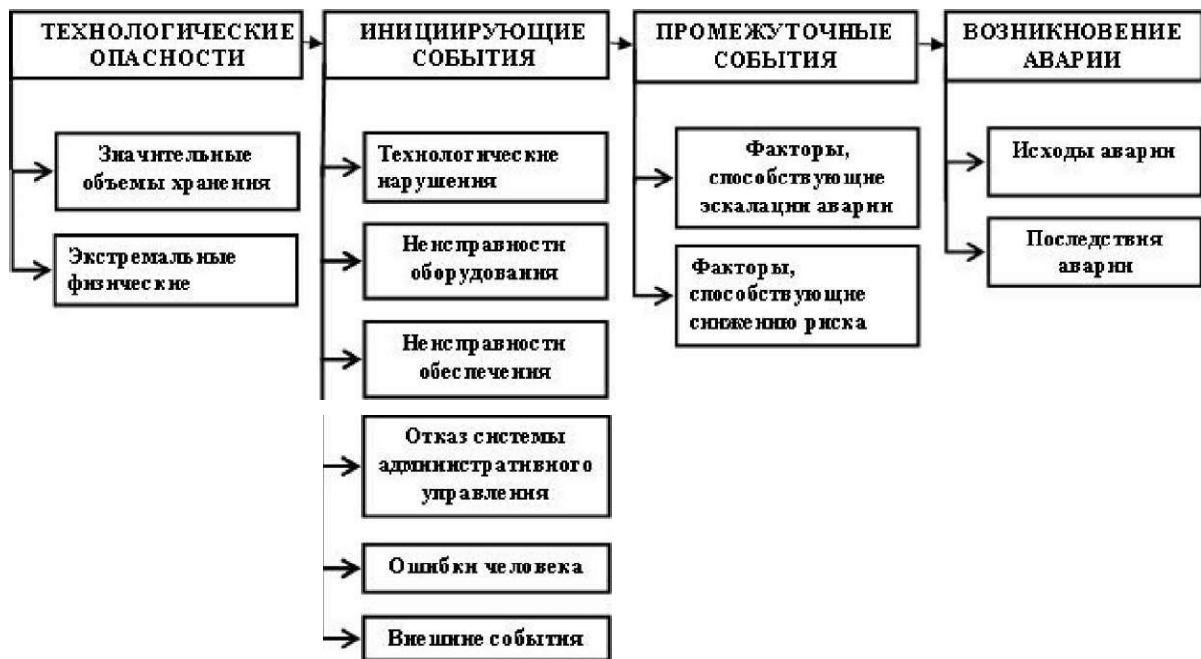 ТЕХНОЛОГИЧЕСКИЕ
ОПАСНОСТИ
ИНИЦИИРУЮЩИЕ
СОБЫТИЯ
ПРОМЕЖУТОЧНЫЕ
СОБЫТИЯ
ВОЗНИКНОВЕНИЕ
АВАРИИ
Значительные
объемы хранения
Экстремальные
физические
Технологические
нарушения
Неисправности
оборудования
Неисправности
обеспечения
Отказ системы
административного
управления
Ошибки человека
Внешние события
Факторы,
способствующие
эскалации аварии
Факторы,
способствующие
снижению риска
Исходы аварии
Последствия
аварии